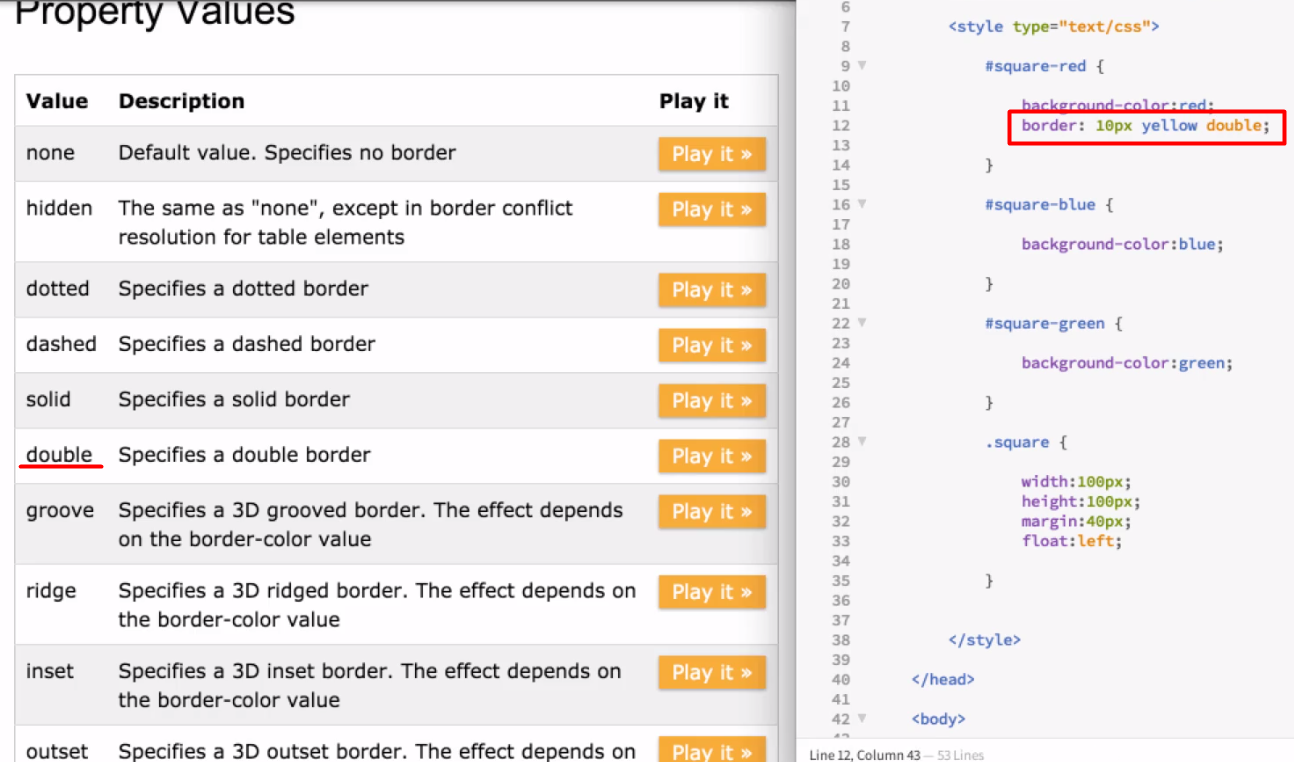 Property Values
Value Description Play it
none Default value. Specifies no border Play it »
hidden The same as "none", except in border conflict
resolution for table elements Play it »
dotted Specifies a dotted border Play it »
dashed Specifies a dashed border Play it »
solid Specifies a solid border Play it »
double Specifies a double border Play it »
groove Specifies a 3D grooved border. The effect depends
on the border-color value Play it »
ridge Specifies a 3D ridged border. The effect depends on
the border-color value Play it »
inset Specifies a 3D inset border. The effect depends on
the border-color value Play it »
outset Specifies a 3D outset border. The effect depends on Play it »
6
7 <style type="text/css">
8
9 #square-red {
10
11 background-color:red;
12 border: 10px yellow double;
13
14 }
15
16 #square-blue {
17
18 background-color:blue;
19
20 }
21
22 #square-green {
23
24 background-color:green;
25
26 }
27
28 .square {
29
30 width:100px;
31 height:100px;
32 margin:40px;
33 float:left;
34
35 }
36
37
38 </style>
39
40 </head>
41
42 <body>
Line 12, Column 43 — 53 Lines